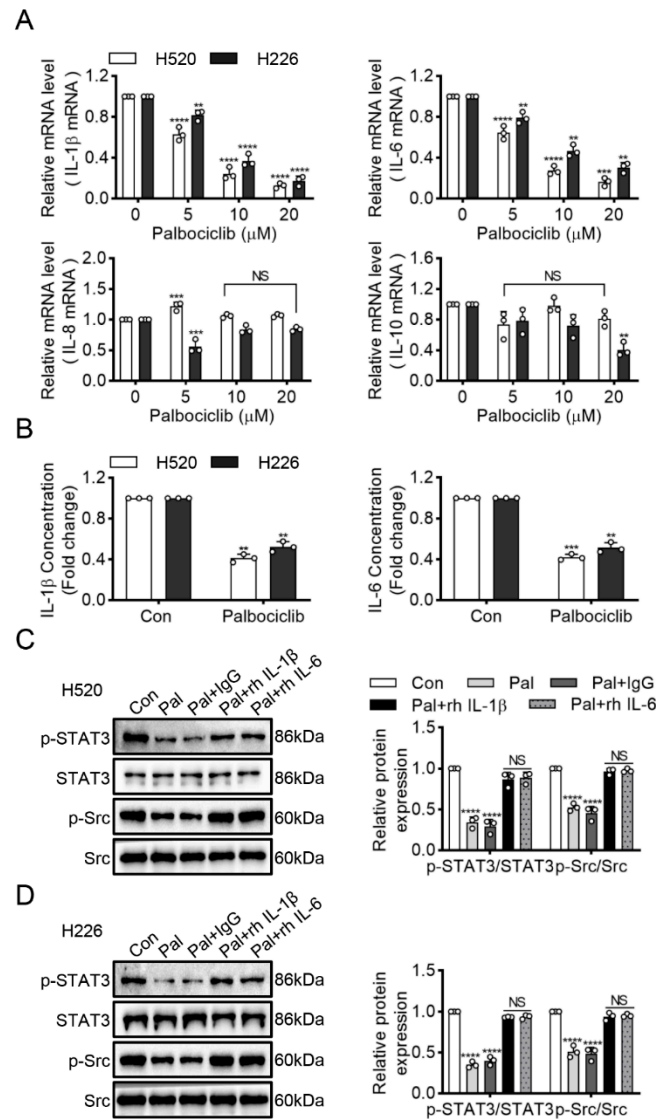 A
H520 H226
Relative mRNA level
( IL-1β mRNA )
1.2
0.8
0.4
0.0
**** ** **** **** **** ****
0 5 10 20
Palbociclib (μM)
Relative mRNA level
( IL-6 mRNA )
1.2
0.8
0.4
0.0
**** ** **** ** *** **
0 5 10 20
Palbociclib (μM)
Relative mRNA level
( IL-8 mRNA )
2.0
1.5
1.0
0.5
0.0
*** *** NS
0 5 10 20
Palbociclib (μM)
Relative mRNA level
( IL-10 mRNA )
1.6
1.2
0.8
0.4
0.0
NS **
0 5 10 20
Palbociclib (μM)
B
H520 H226
IL-1β Concentration
(Fold change)
1.2
0.8
0.4
0.0
** **
Con Palbociclib
IL-6 Concentration
(Fold change)
1.2
0.8
0.4
0.0
*** **
Con Palbociclib
C
H520
Con Pal Pal+IgG Pal+rh IL-1β Pal+rh IL-6
p-STAT3 86kDa
STAT3 86kDa
p-Src 60kDa
Src 60kDa
Con Pal Pal+IgG
Pal+rh IL-1β Pal+rh IL-6
Relative protein
expression
1.5
1.0
0.5
0.0
**** **** NS **** **** NS
p-STAT3/STAT3 p-Src/Src
D
H226
Con Pal Pal+IgG Pal+rh IL-1β Pal+rh IL-6
p-STAT3 86kDa
STAT3 86kDa
p-Src 60kDa
Src 60kDa
Relative protein
expression
1.5
1.0
0.5
0.0
**** **** NS **** **** NS
p-STAT3/STAT3 p-Src/Src